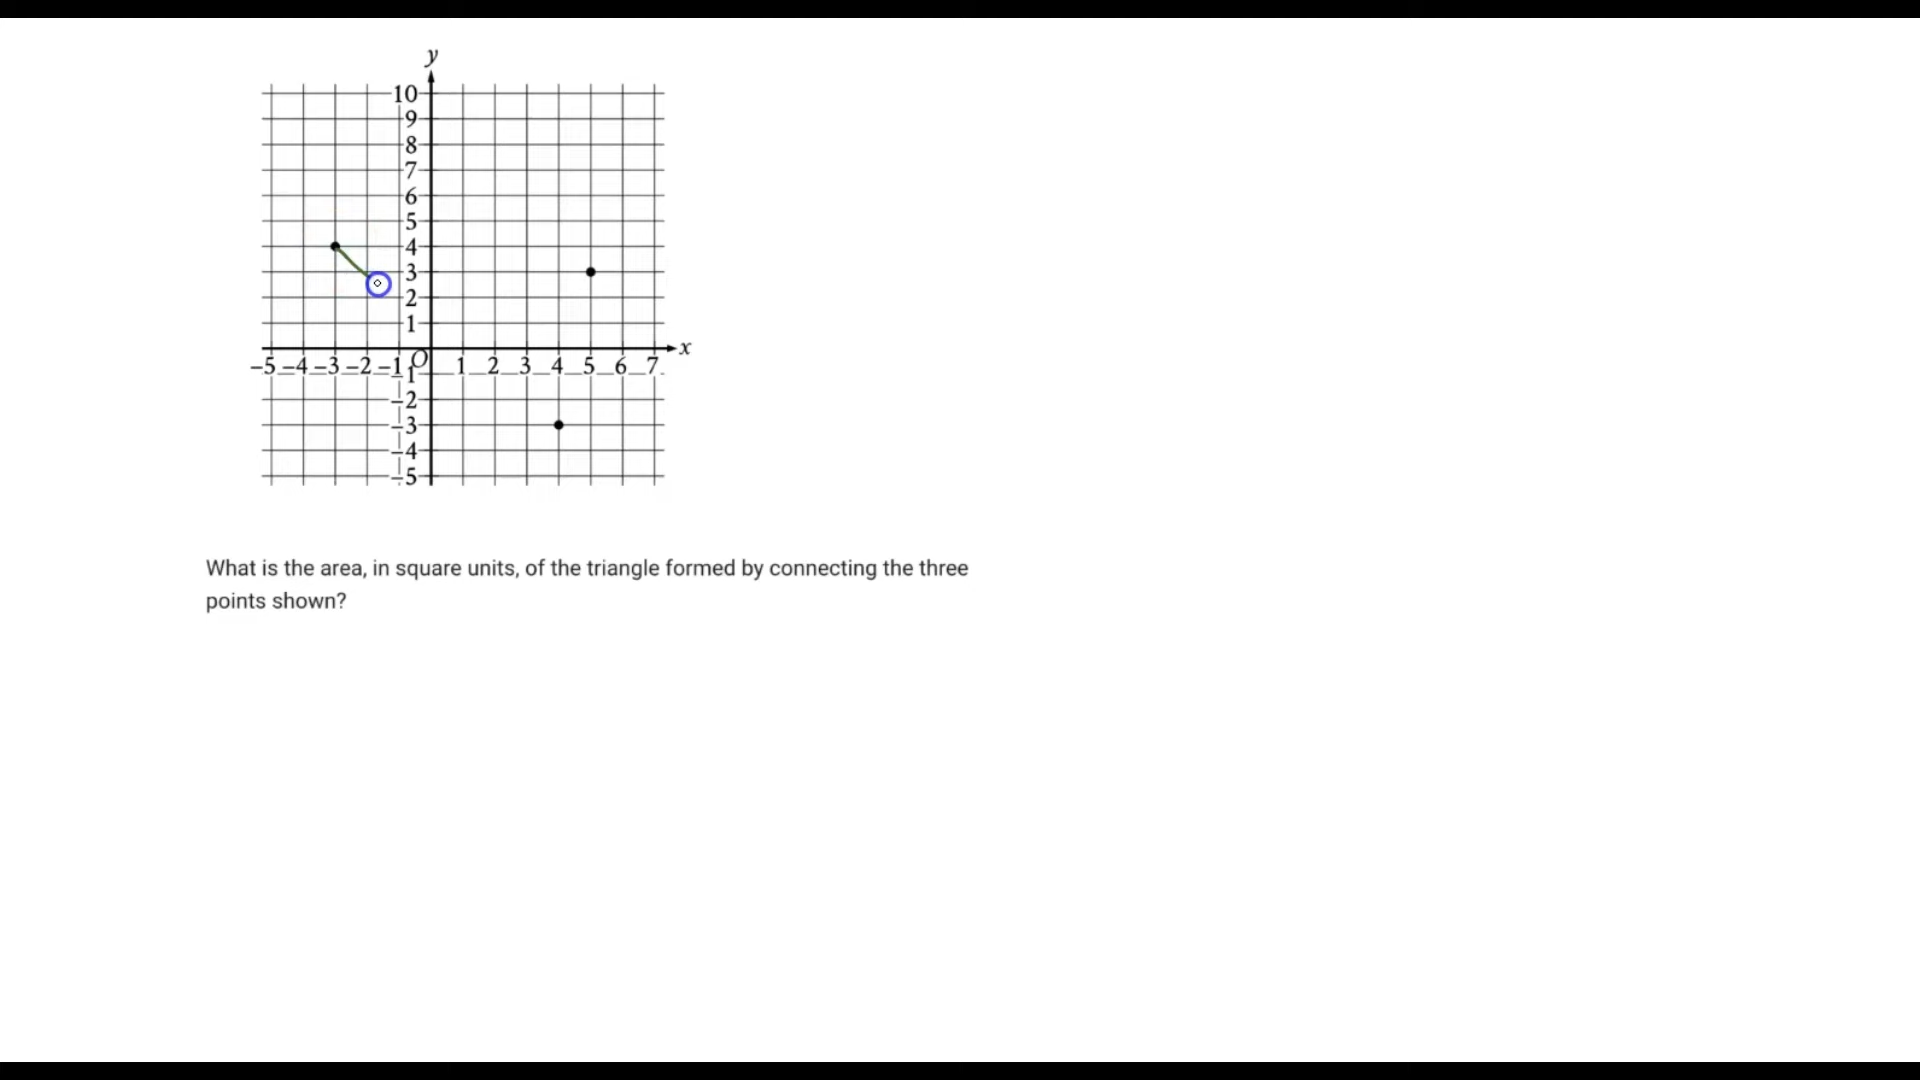 y
10
9
8
7
6
5
4
3
2
1
x
O
−5 −4 −3 −2 −1 1 2 3 4 5 6 7
−1
−2
−3
−4
−5
What is the area, in square units, of the triangle formed by connecting the three
points shown?